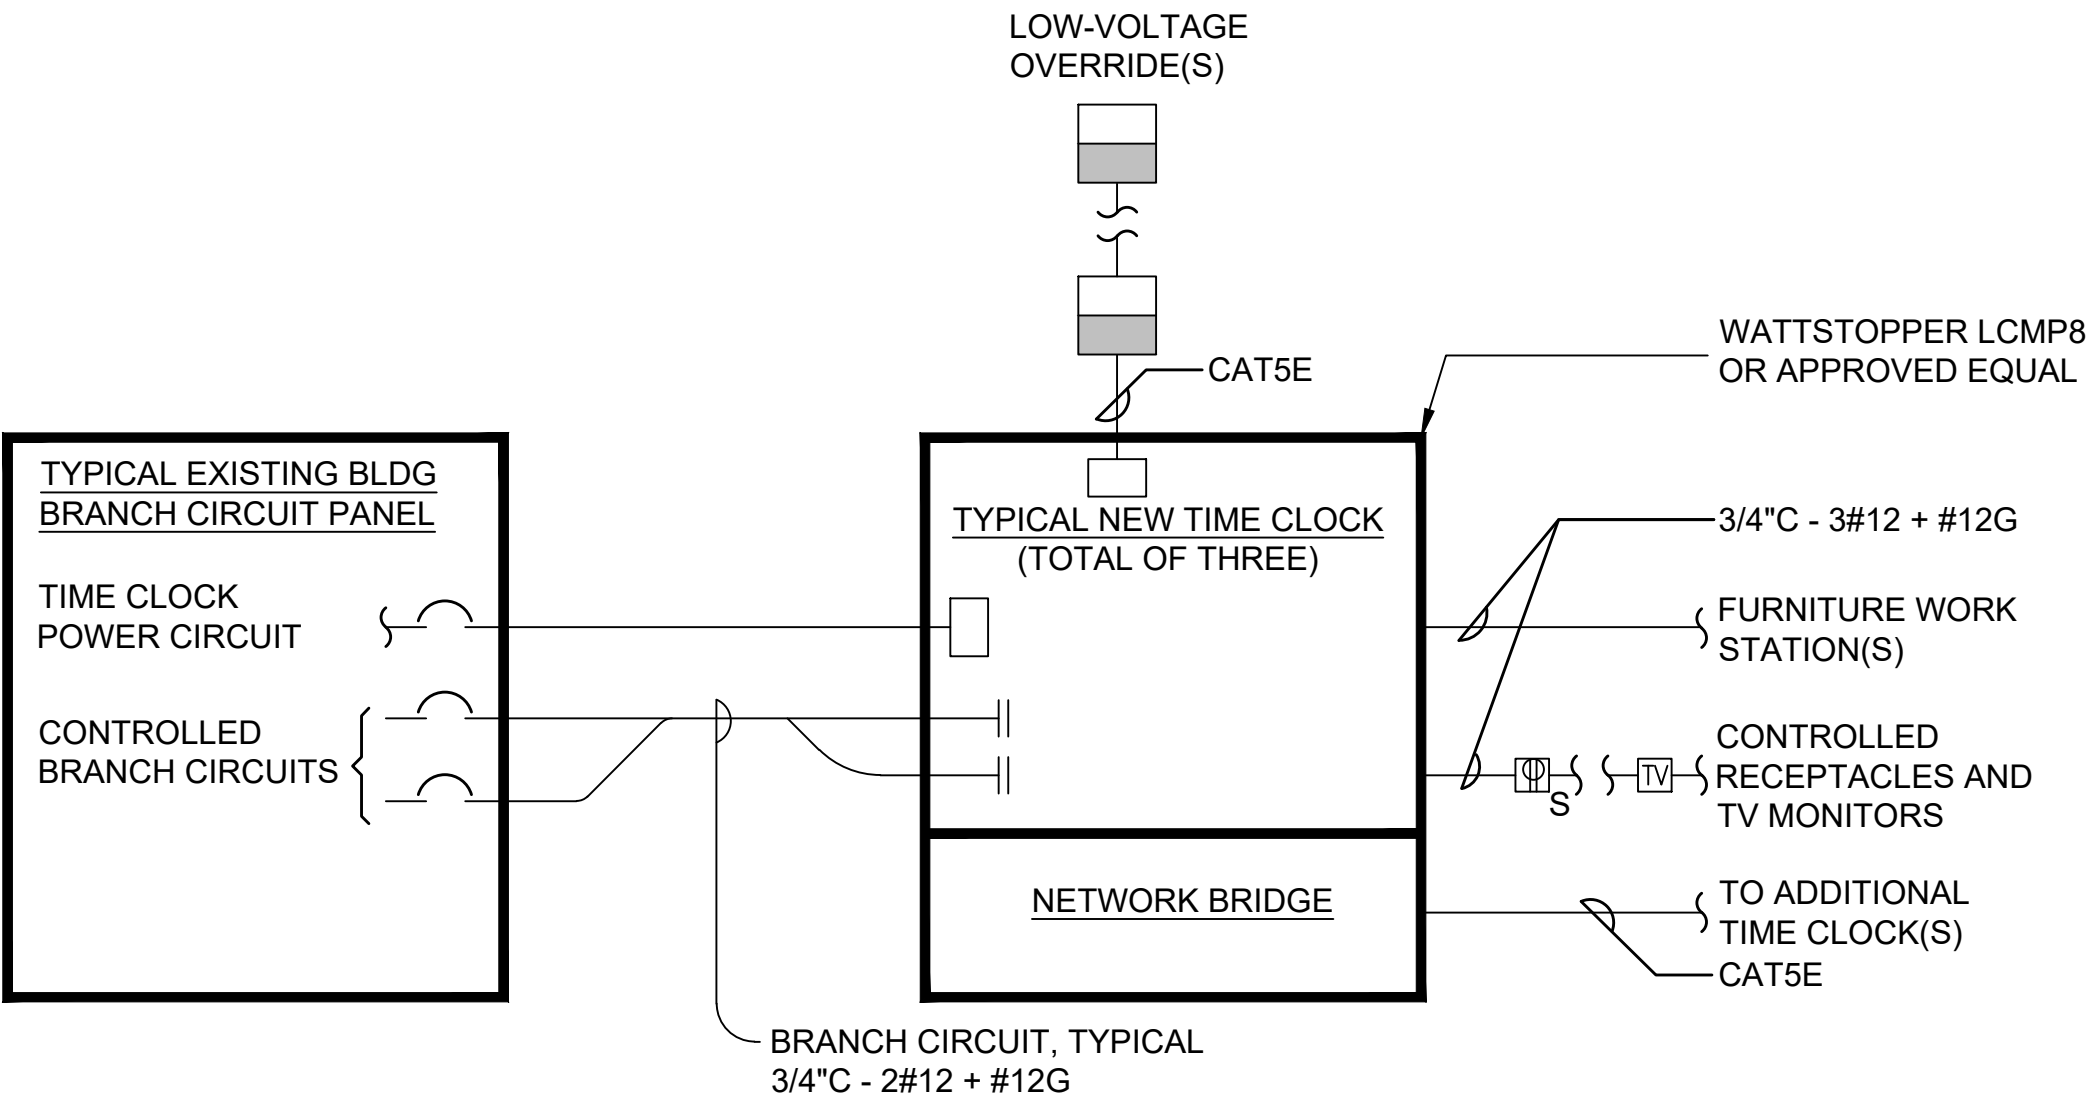 LOW-VOLTAGE
OVERRIDE(S)
CAT5E
WATTSTOPPER LCMP8
OR APPROVED EQUAL
TYPICAL EXISTING BLDG
BRANCH CIRCUIT PANEL
TIME CLOCK
POWER CIRCUIT
CONTROLLED
BRANCH CIRCUITS
TYPICAL NEW TIME CLOCK
(TOTAL OF THREE)
NETWORK BRIDGE
3/4"C - 3#12 + #12G
FURNITURE WORK
STATION(S)
S
TV
CONTROLLED
RECEPTACLES AND
TV MONITORS
TO ADDITIONAL
TIME CLOCK(S)
CAT5E
BRANCH CIRCUIT, TYPICAL
3/4"C - 2#12 + #12G